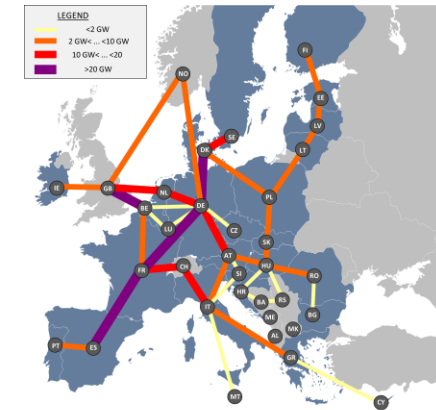 LEGEND
<2 GW
2 GW< ... <10 GW
10 GW< ... <20
>20 GW
FI
NO
EE
SE
LV
DK
LT
IE
GB
NL
PL
BE
DE
LU
CZ
SK
AT
HU
FR
CH
SI
RO
HR
BA
RS
IT
ME
BG
MK
AL
PT
ES
GR
MT
CY